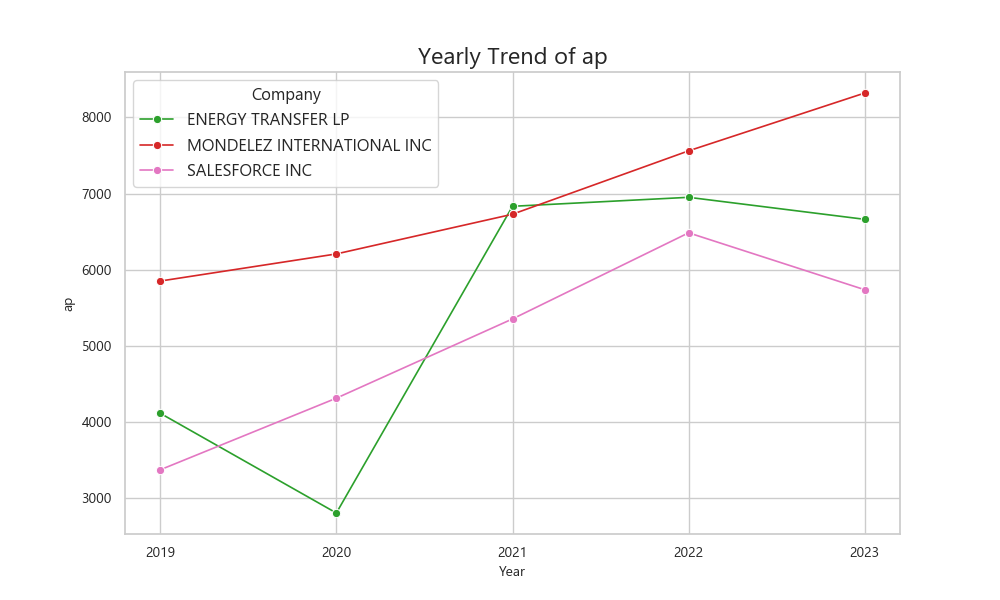 Yearly Trend of ap
Company
ENERGY TRANSFER LP
MONDELEZ INTERNATIONAL INC
SALESFORCE INC
8000
7000
6000
5000
4000
3000
ap
2019 2020 2021 2022 2023
Year